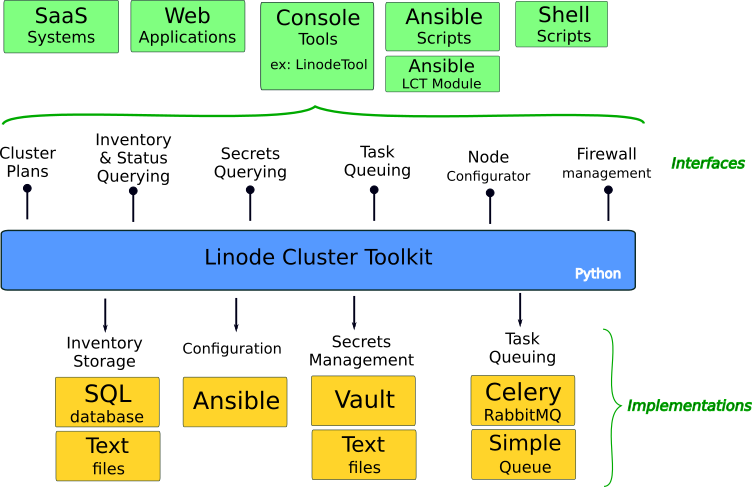 SaaS
Systems
Web
Applications
Console
Tools
ex: LinodeTool
Ansible
Scripts
Ansible
LCT Module
Shell
Scripts
Cluster
Plans
Inventory
& Status
Querying
Secrets
Querying
Task
Queuing
Node
Configurator
Firewall
management
Interfaces
Linode Cluster Toolkit
Python
Inventory
Storage
Configuration
Secrets
Management
Task
Queuing
SQL
database
Text
files
Ansible
Vault
Text
files
Celery
RabbitMQ
Simple
Queue
Implementations